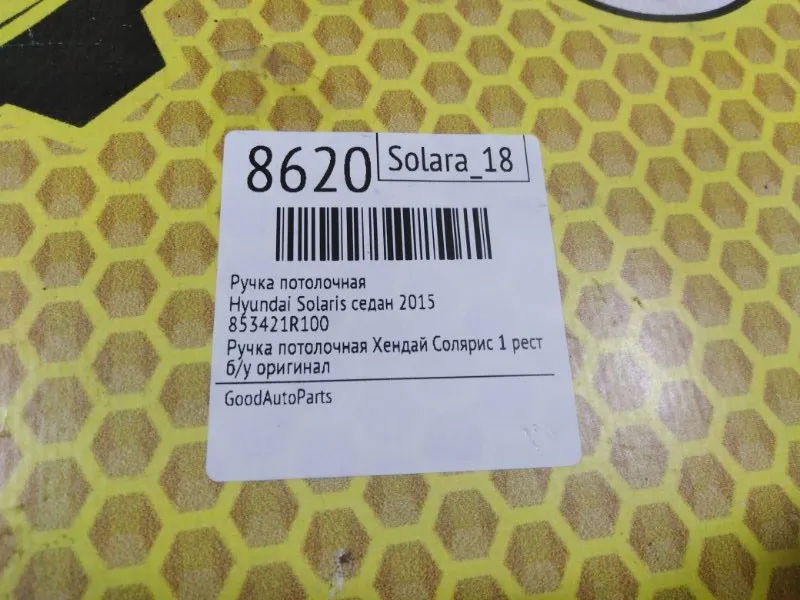 8620
Solara_18
Ручка потолочная
Hyundai Solaris седан 2015
853421R100
Ручка потолочная Хендай Солярис 1 рест
б/у оригинал
GoodAutoParts